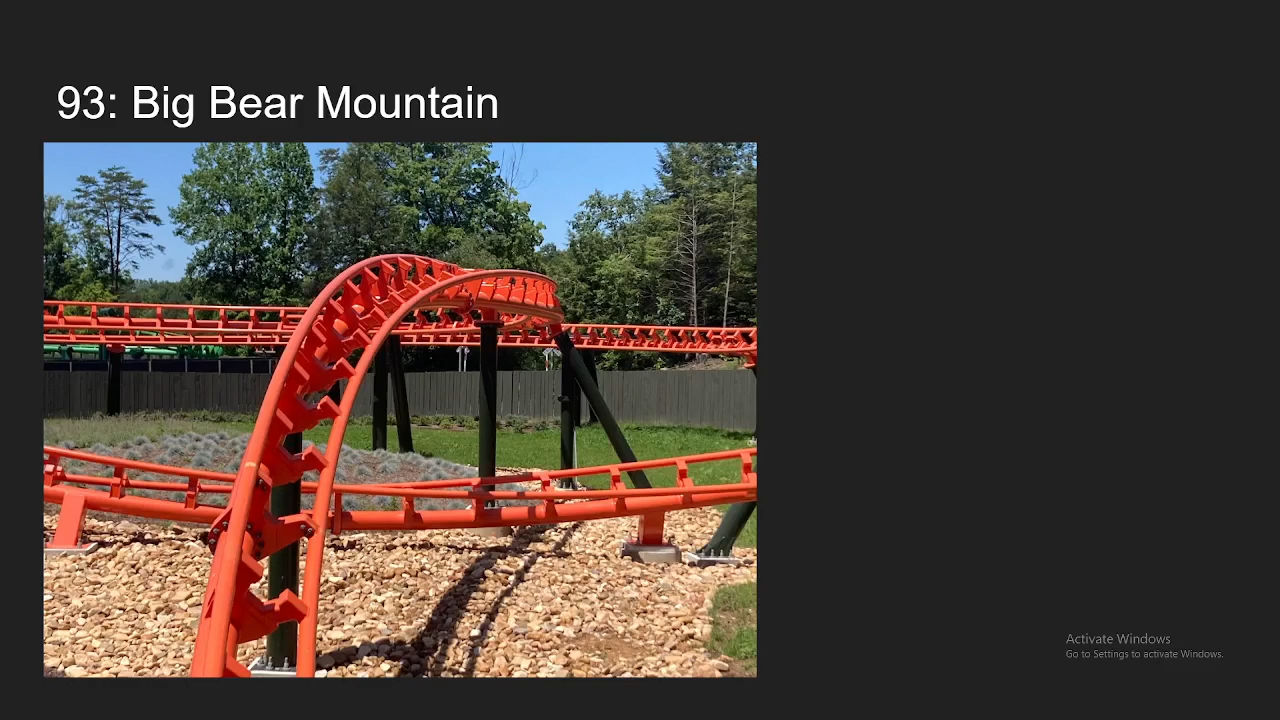 93: Big Bear Mountain
Activate Windows
Go to Settings to activate Windows.